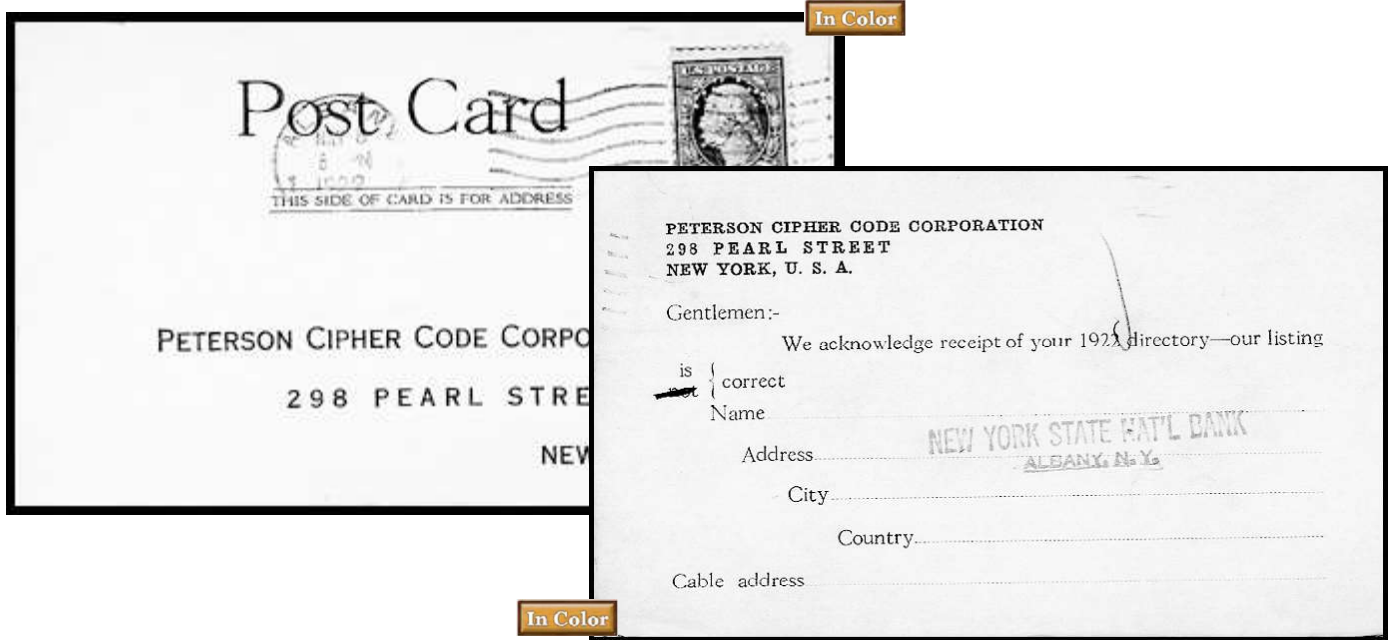 In Color
Post Card
U.S. POSTAGE
1922
THIS SIDE OF CARD IS FOR ADDRESS
PETERSON CIPHER CODE CORPO
298 PEARL STRE
NEW
PETERSON CIPHER CODE CORPORATION
298 PEARL STREET
NEW YORK, U. S. A.
Gentlemen:-
We acknowledge receipt of your 1922 directory—our listing
is
not
correct
Name
NEW YORK STATE NAT'L BANK
Address
ALBANY, N. Y.
City
Country
Cable address
In Color